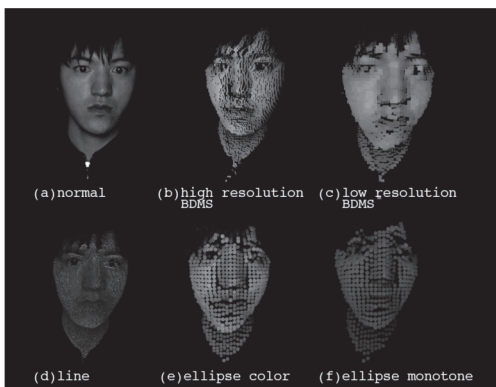 (a)normal
(b)high resolution
BDMS
(c)low resolution
BDMS
(d)line
(e)ellipse color
(f)ellipse monotone